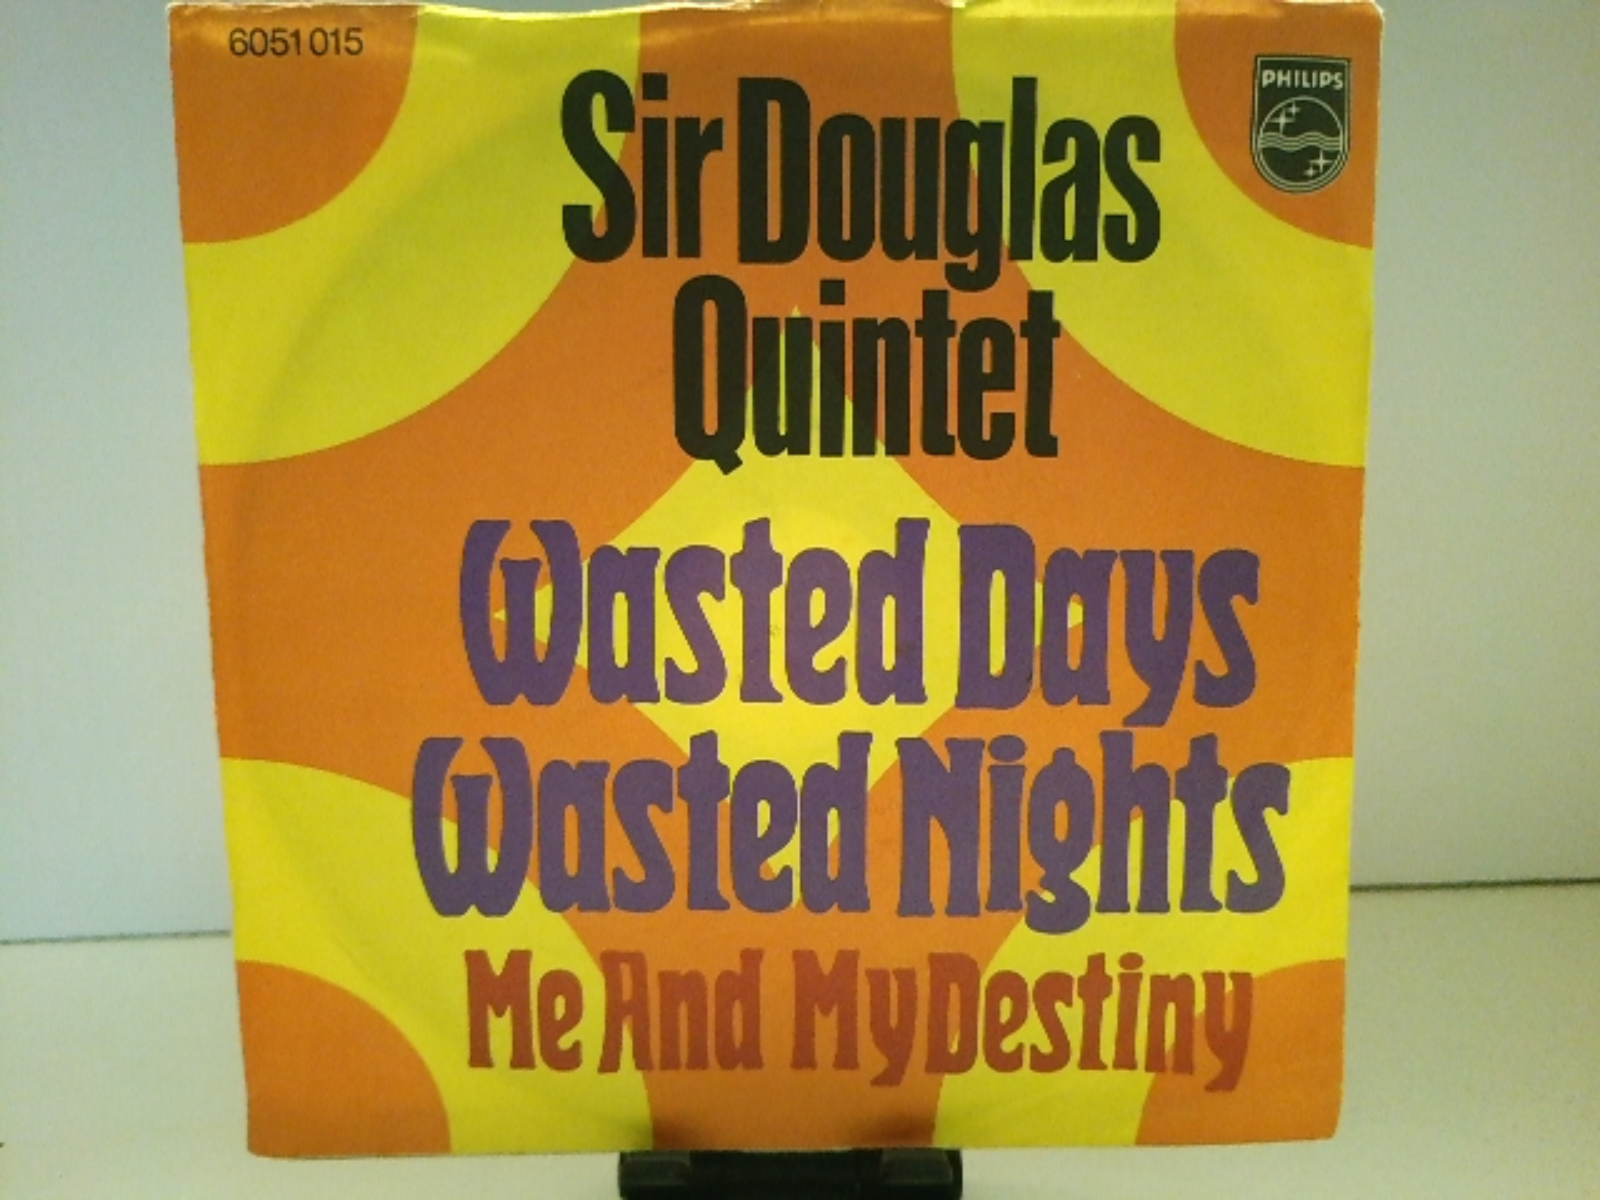 6051 015
PHILIPS
Sir Douglas
Quintet
Wasted Days
Wasted Nights
Me And My Destiny